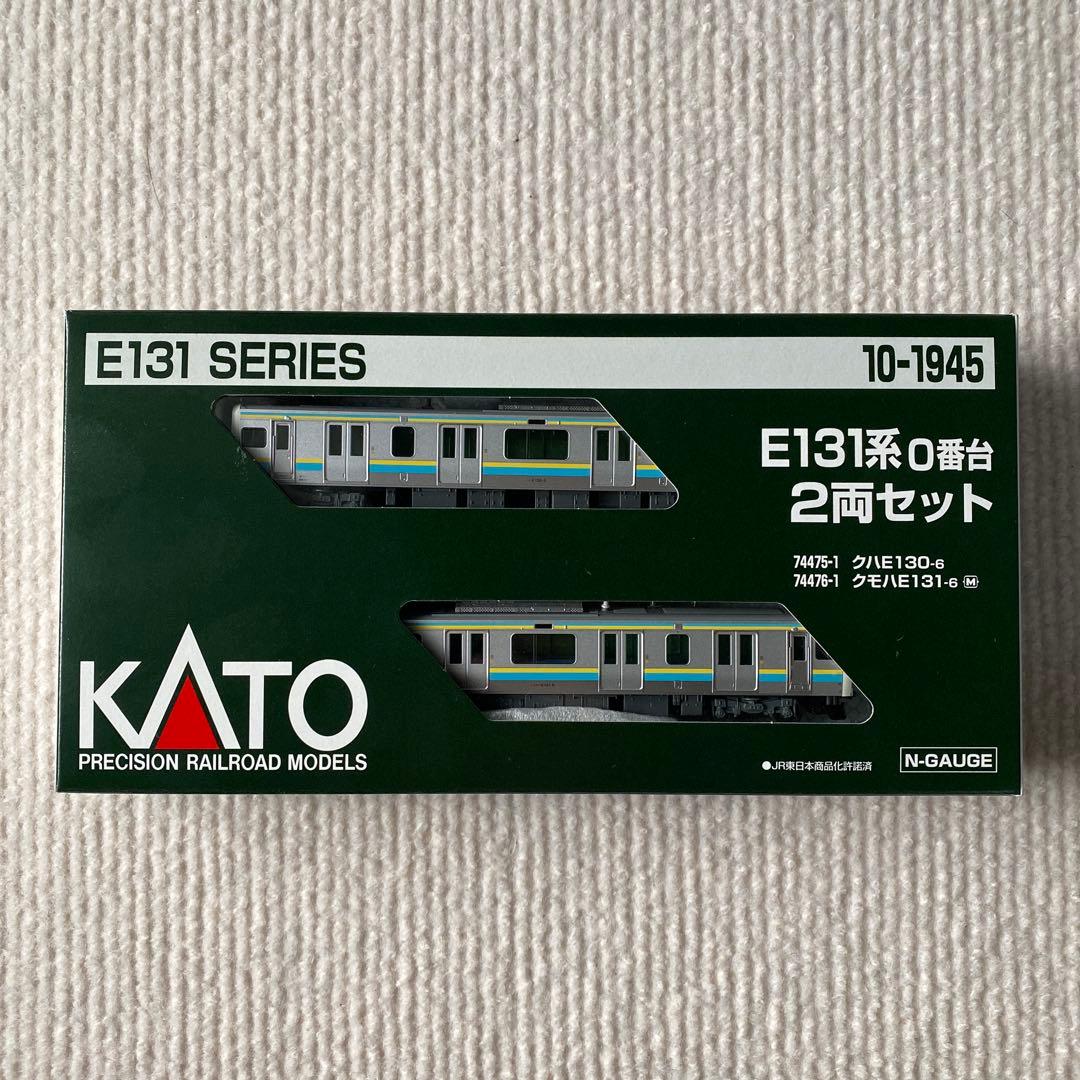 E131 SERIES
10-1945
E131系0番台
2両セット
74475-1 クハE130-6
74476-1 クモハE131-6 M
KATO
PRECISION RAILROAD MODELS
●JR東日本商品化許諾済
N-GAUGE